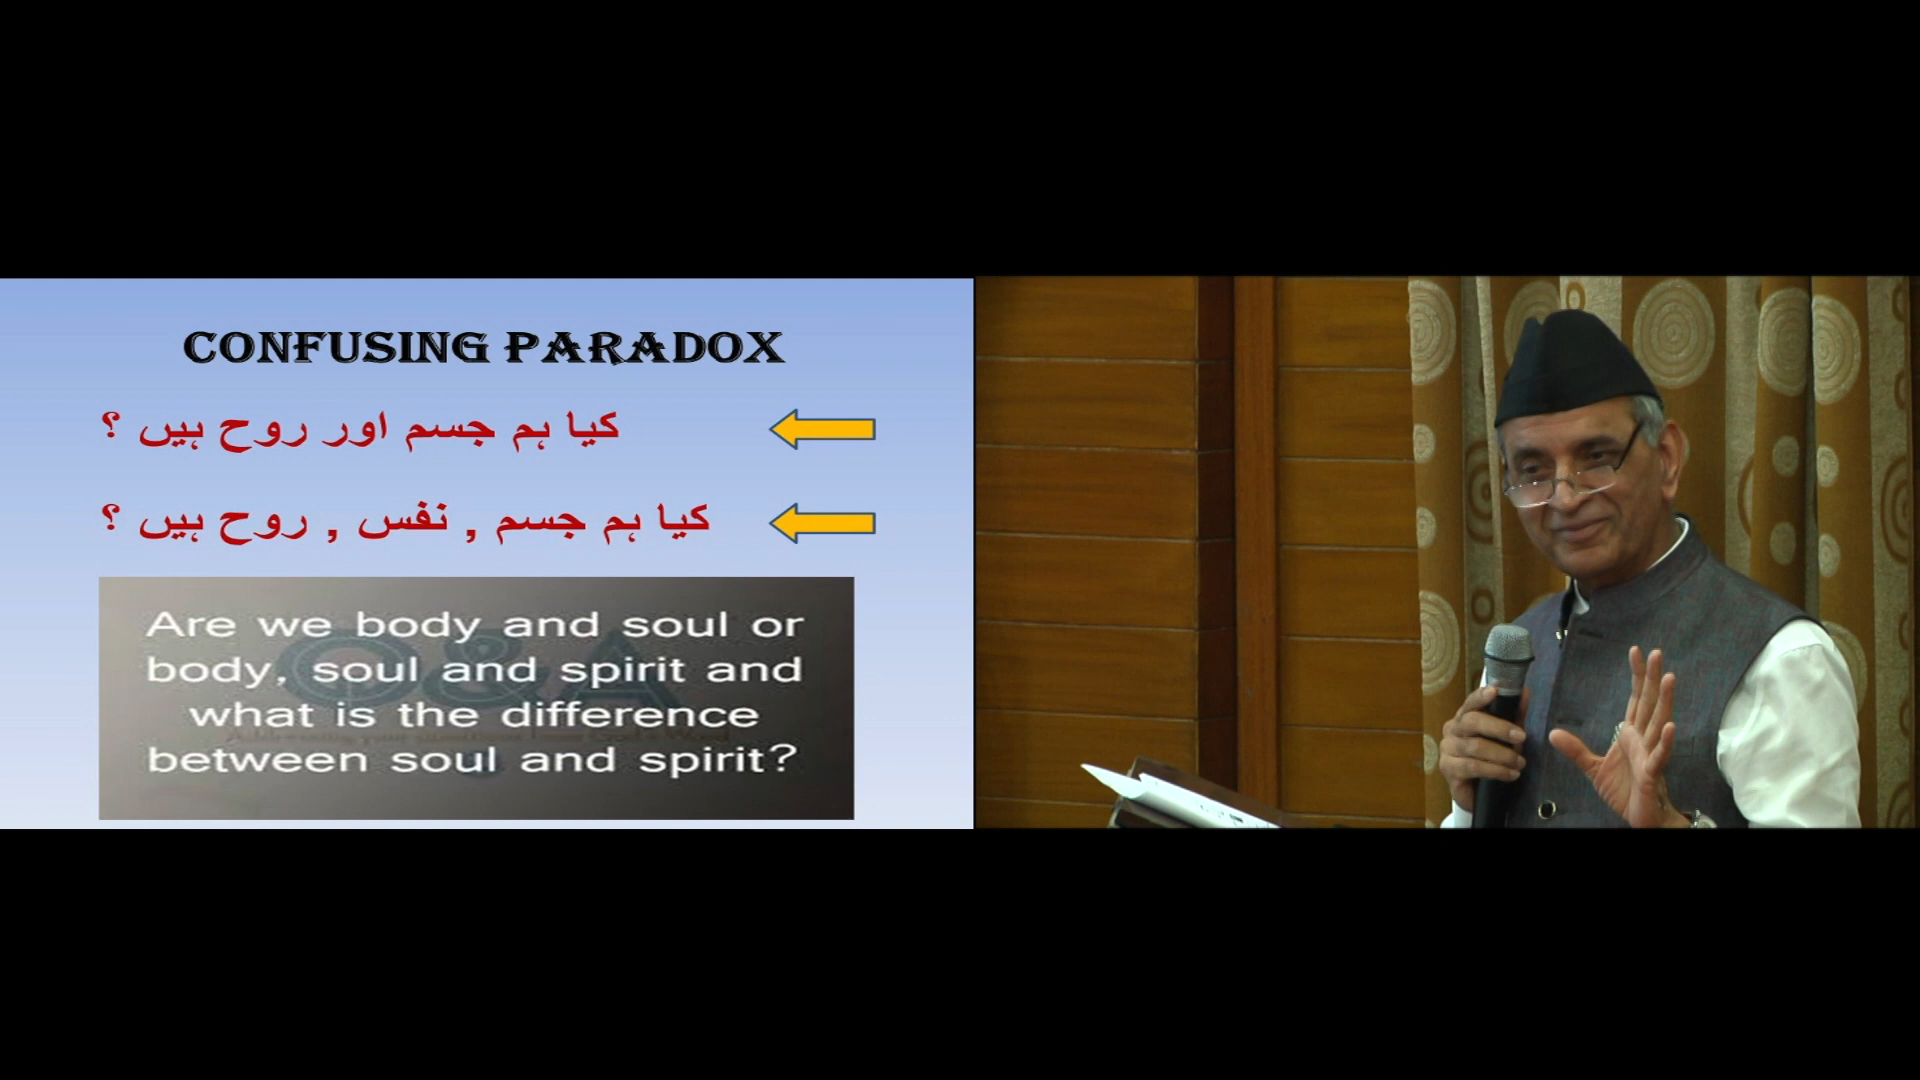 CONFUSING PARADOX
کیا ہم جسم اور روح ہیں ؟
کیا ہم جسم , نفس , روح ہیں ؟
Are we body and soul or
body, soul and spirit and
what is the difference
between soul and spirit?